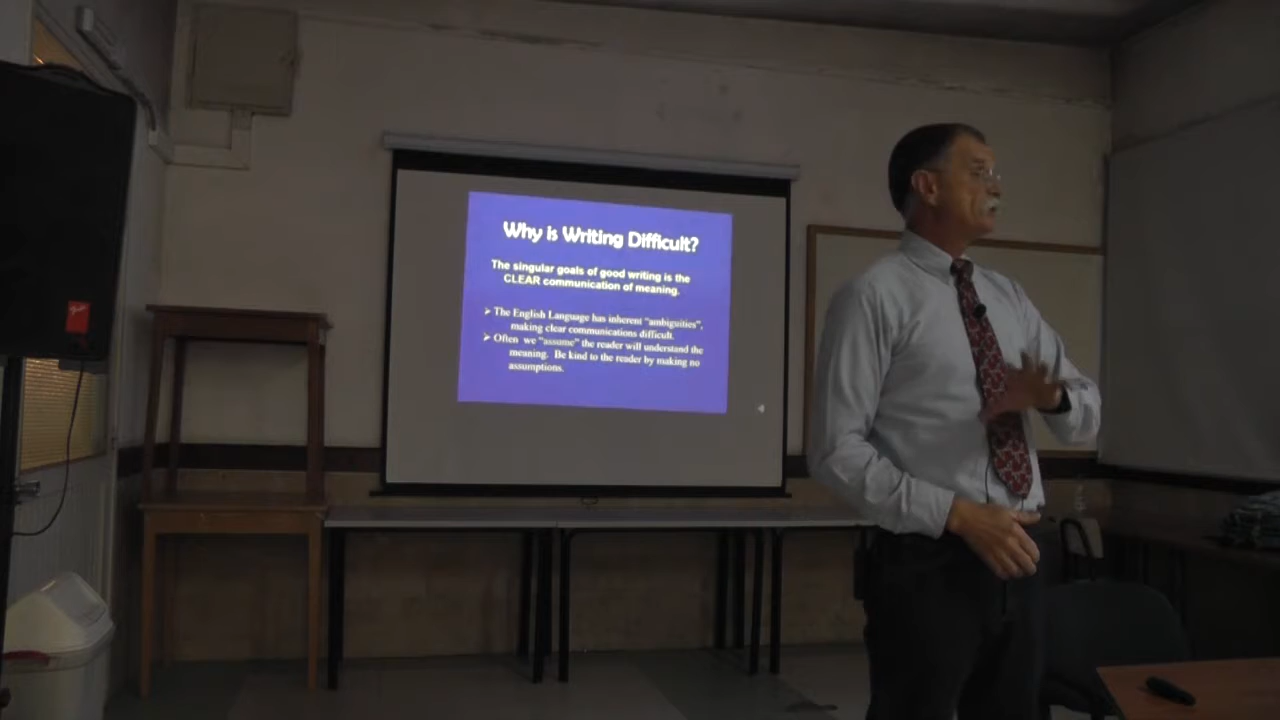 Why is Writing Difficult?
The singular goals of good writing is the
CLEAR communication of meaning.
➢ The English Language has inherent "ambiguities",
making clear communications difficult.
➢ Often we "assume" the reader will understand the
meaning. Be kind to the reader by making no
assumptions.